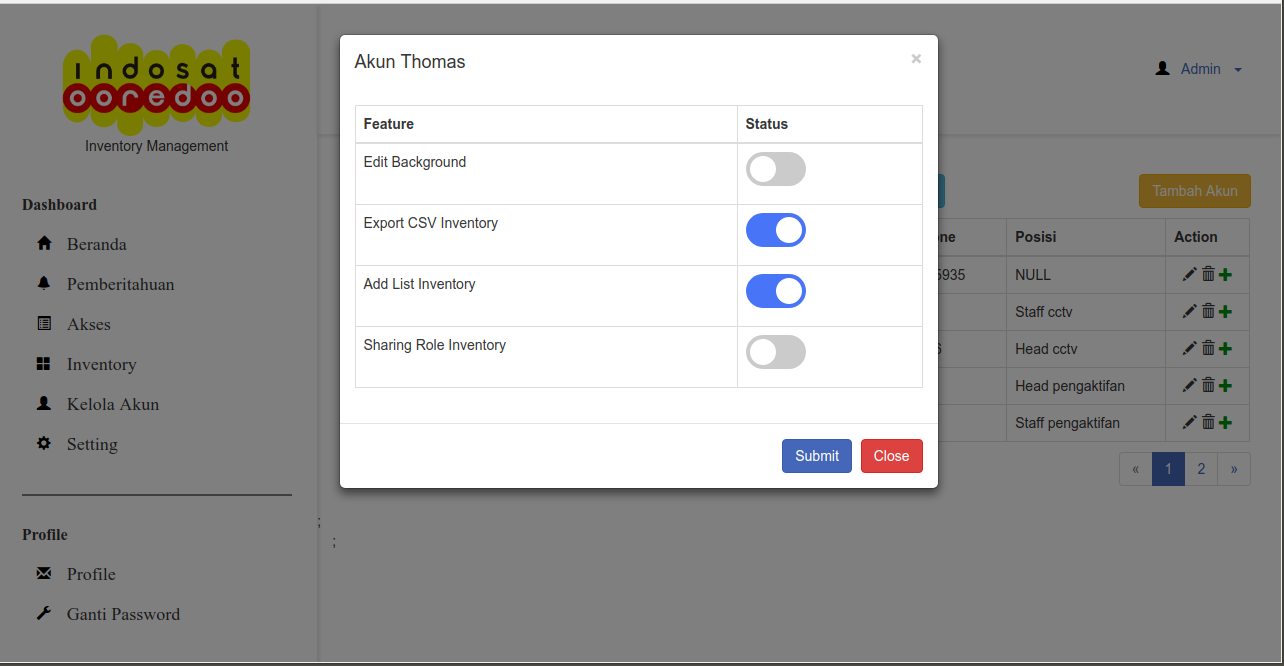 indosat
ooredoo
Inventory Management
Admin
Dashboard
Beranda
Pemberitahuan
Akses
Inventory
Kelola Akun
Setting
Profile
Profile
Ganti Password
Akun Thomas ×
Feature Status
Edit Background
Export CSV Inventory
Add List Inventory
Sharing Role Inventory
Submit Close
Tambah Akun
ne Posisi Action
5935 NULL
Staff cctv
6 Head cctv
Head pengaktifan
Staff pengaktifan
« 1 2 »
;
;